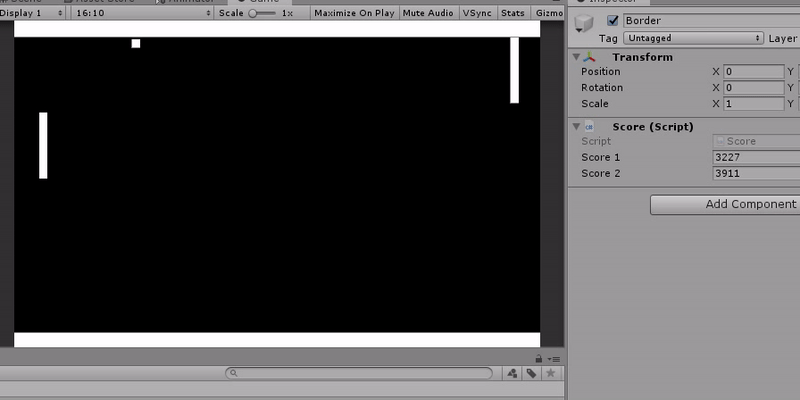 Display 1 16:10 Scale 1x Maximize On Play Mute Audio VSync Stats Gizmo
Border
Tag Untagged Layer
Transform
Position X 0 Y
Rotation X 0 Y
Scale X 1 Y
Score (Script)
Script Score
Score 1 3227
Score 2 3911
Add Component